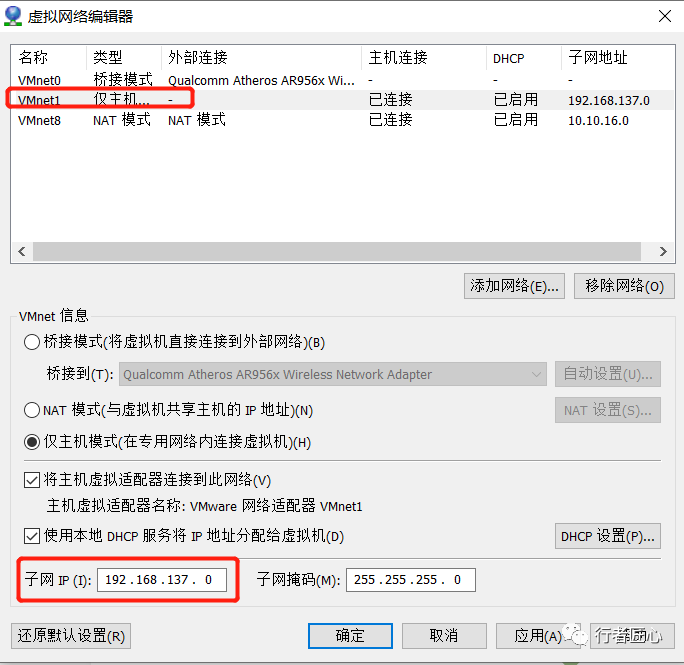 虚拟网络编辑器
名称 类型 外部连接 主机连接 DHCP 子网地址
VMnet0 桥接模式 Qualcomm Atheros AR956x Wi... - - -
VMnet1 仅主机... - 已连接 已启用 192.168.137.0
VMnet8 NAT 模式 NAT 模式 已连接 已启用 10.10.16.0
添加网络(E)... 移除网络(O)
VMnet 信息
桥接模式(将虚拟机直接连接到外部网络)(B)
桥接到(T): Qualcomm Atheros AR956x Wireless Network Adapter 自动设置(U)...
NAT 模式(与虚拟机共享主机的 IP 地址)(N) NAT 设置(S)...
仅主机模式(在专用网络内连接虚拟机)(H)
将主机虚拟适配器连接到此网络(V)
主机虚拟适配器名称: VMware 网络适配器 VMnet1
使用本地 DHCP 服务将 IP 地址分配给虚拟机(D) DHCP 设置(P)...
子网 IP (I): 192.168.137. 0 子网掩码(M): 255.255.255. 0
还原默认设置(R) 确定 取消 应用(A) 行者画心